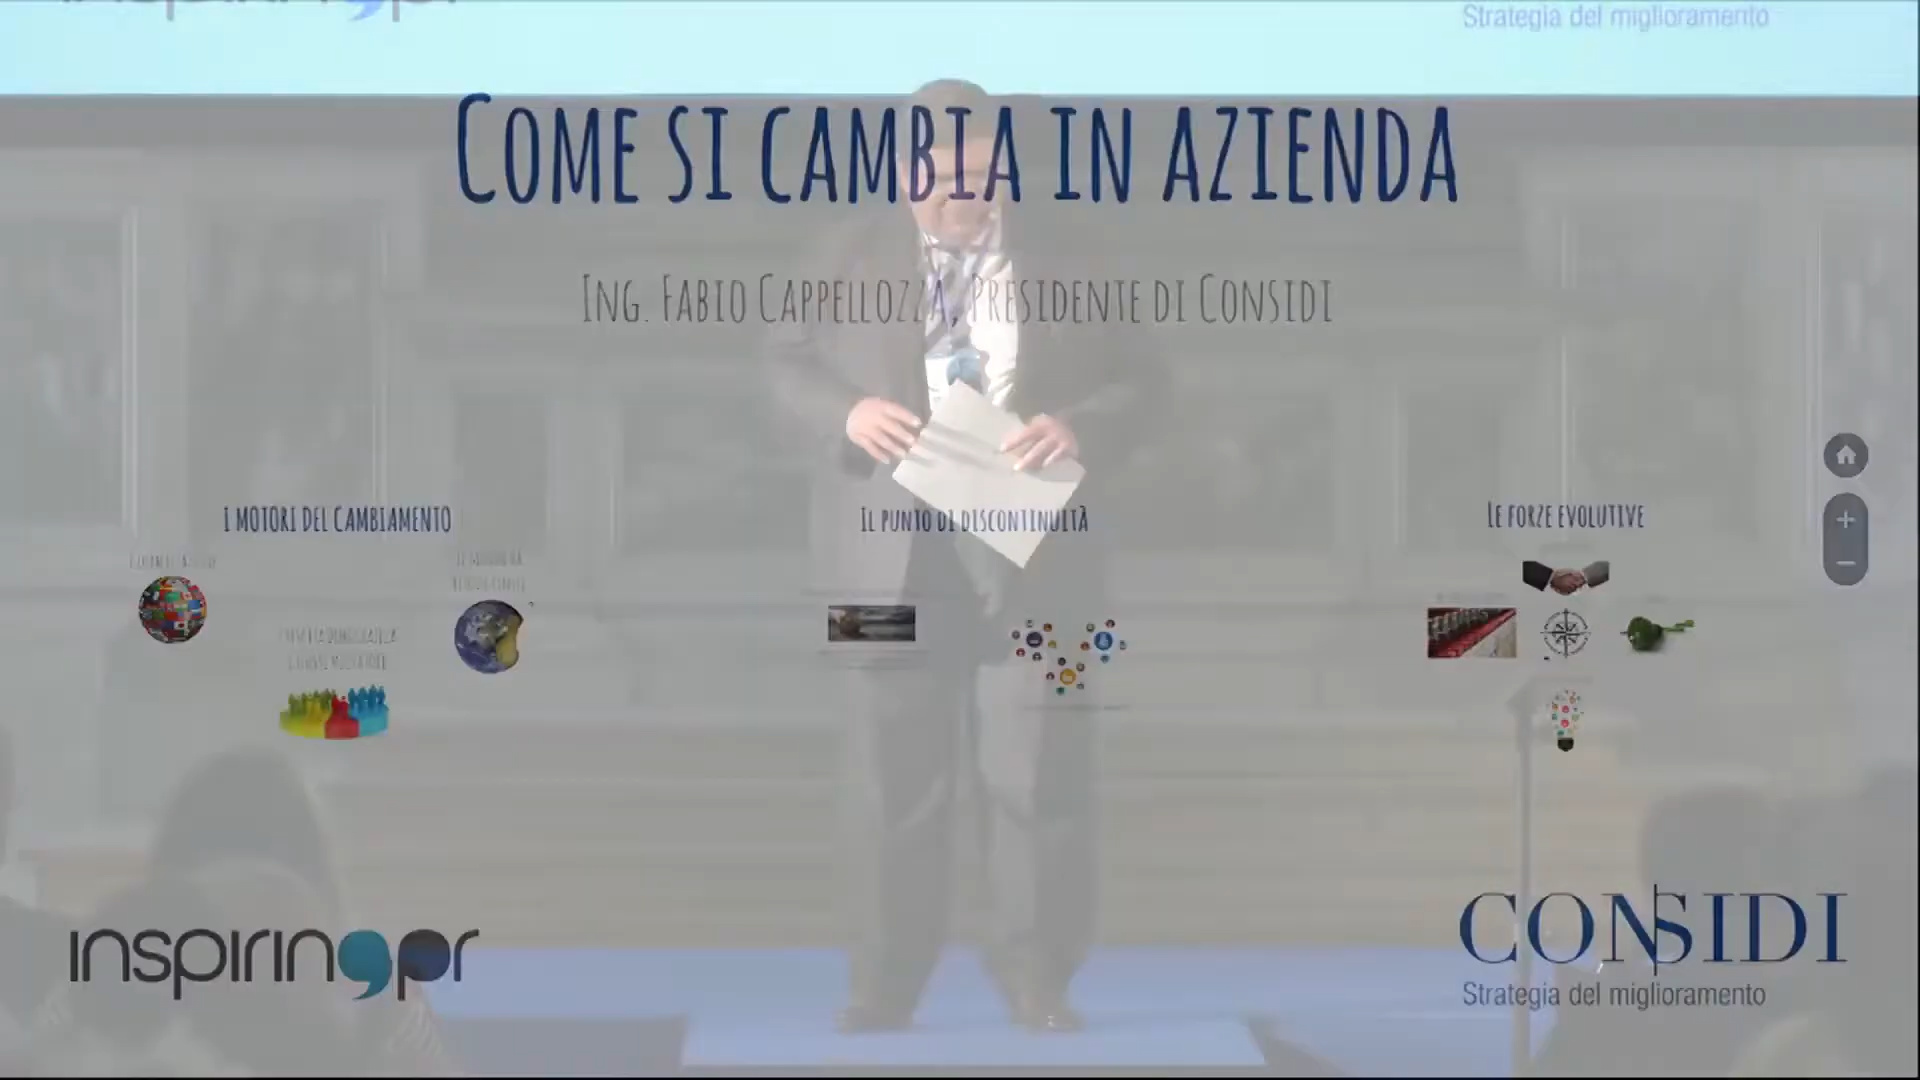 Strategia del miglioramento
COME SI CAMBIA IN AZIENDA
ING. FABIO CAPPELLOZZA, PRESIDENTE DI CONSIDI
I MOTORI DEL CAMBIAMENTO
IL PUNTO DI DISCONTINUITÀ
LE FORZE EVOLUTIVE
inspiringpr
CONSIDI
Strategia del miglioramento